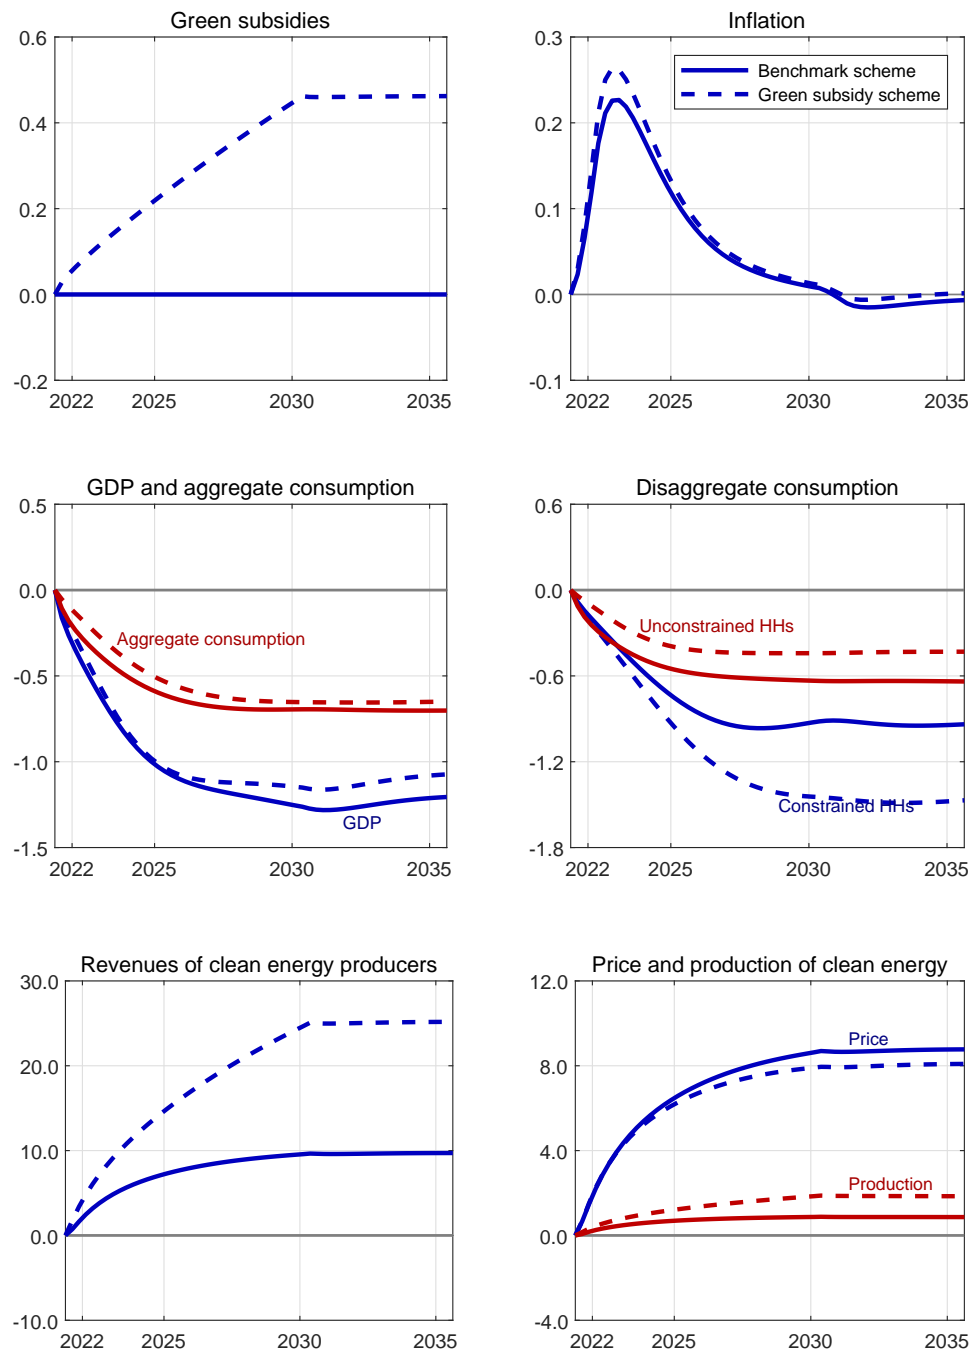 Green subsidies
0.6
0.4
0.2
0.0
-0.2
2022 2025 2030 2035
Inflation
0.3
0.2
0.1
0.0
-0.1
Benchmark scheme
Green subsidy scheme
2022 2025 2030 2035
GDP and aggregate consumption
0.5
0.0
-0.5
-1.0
-1.5
Aggregate consumption
GDP
2022 2025 2030 2035
Disaggregate consumption
0.6
0.0
-0.6
-1.2
-1.8
Unconstrained HHs
Constrained HHs
2022 2025 2030 2035
Revenues of clean energy producers
30.0
20.0
10.0
0.0
-10.0
2022 2025 2030 2035
Price and production of clean energy
12.0
8.0
4.0
0.0
-4.0
Price
Production
2022 2025 2030 2035